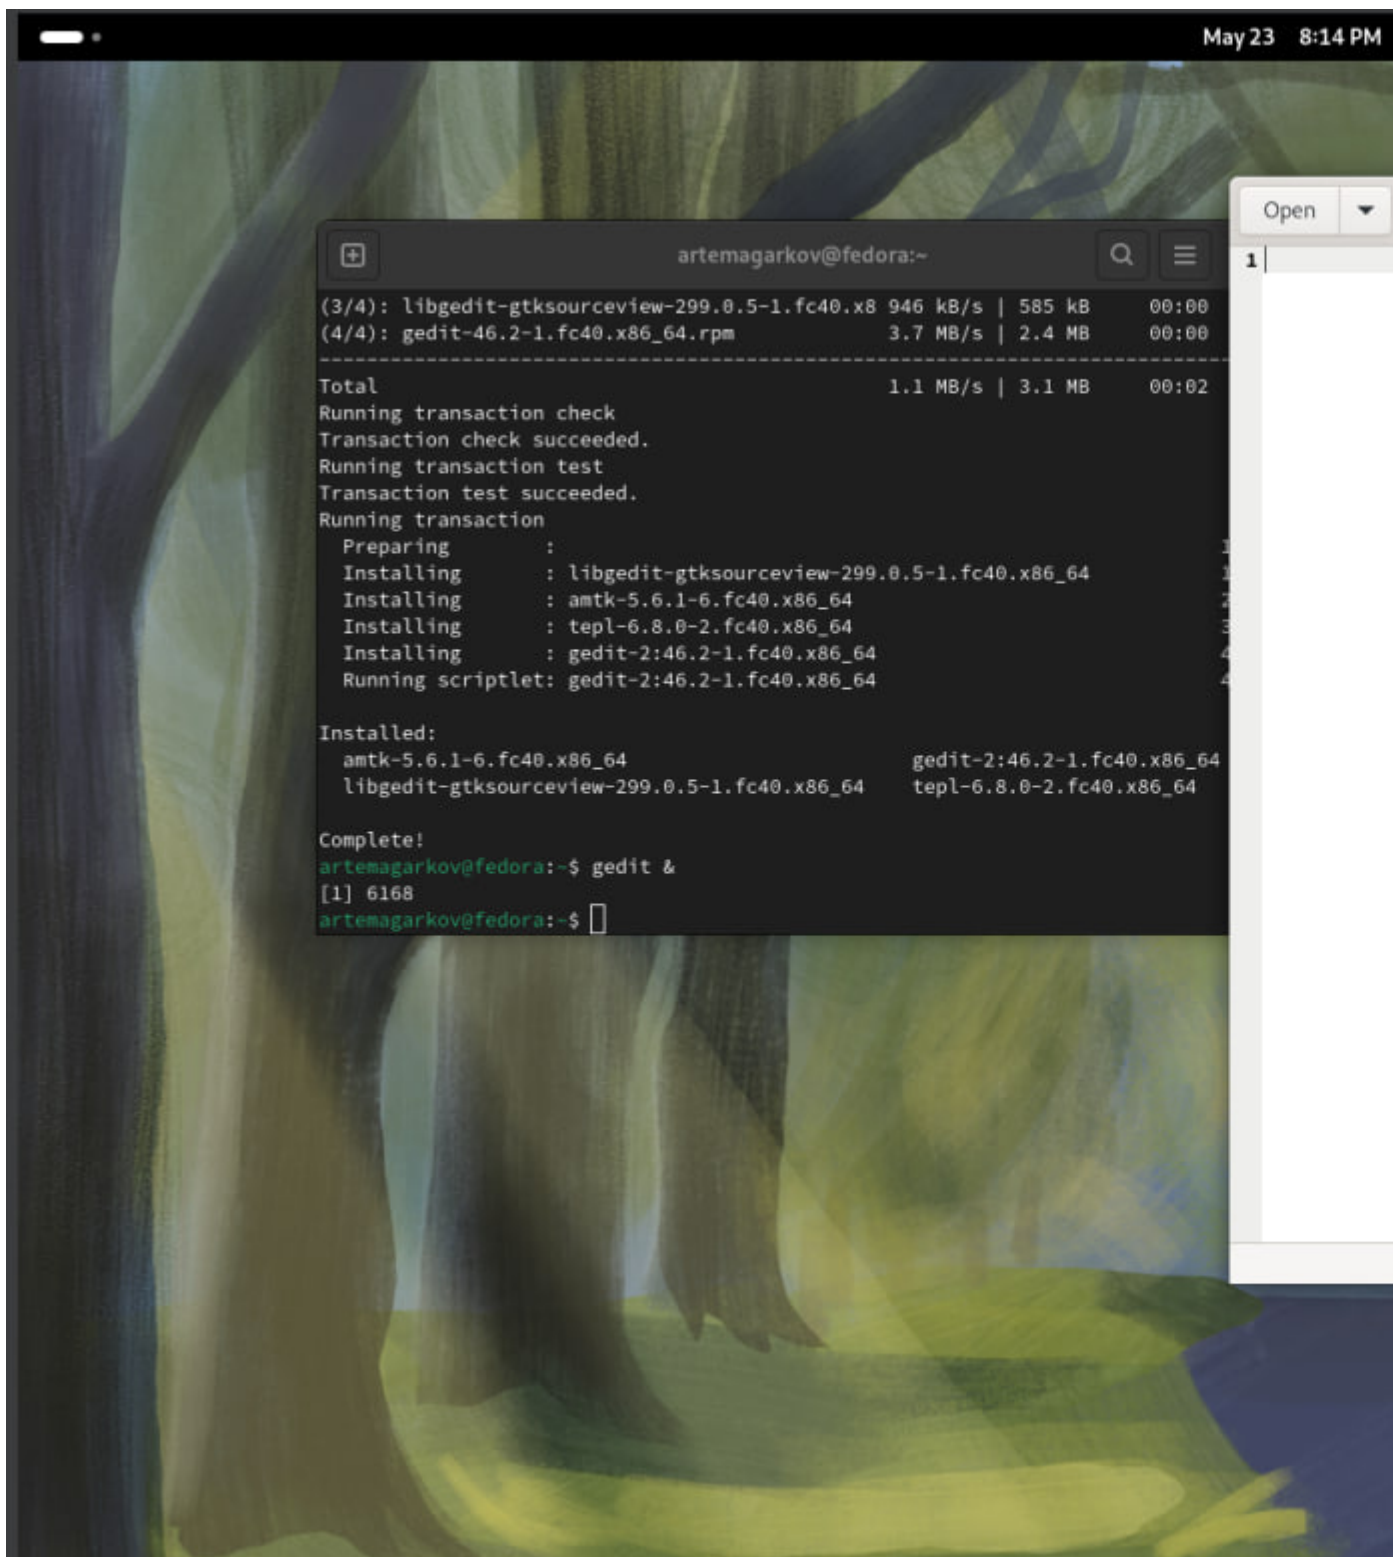 May 23 8:14 PM
artemagarkov@fedora:~
(3/4): libgedit-gtksourceview-299.0.5-1.fc40.x8 946 kB/s | 585 kB 00:00
(4/4): gedit-46.2-1.fc40.x86_64.rpm 3.7 MB/s | 2.4 MB 00:00
--------------------------------------------------------------------------------
Total 1.1 MB/s | 3.1 MB 00:02
Running transaction check
Transaction check succeeded.
Running transaction test
Transaction test succeeded.
Running transaction
Preparing : 1
Installing : libgedit-gtksourceview-299.0.5-1.fc40.x86_64 1
Installing : amtk-5.6.1-6.fc40.x86_64 2
Installing : tepl-6.8.0-2.fc40.x86_64 3
Installing : gedit-2:46.2-1.fc40.x86_64 4
Running scriptlet: gedit-2:46.2-1.fc40.x86_64 4
Installed:
amtk-5.6.1-6.fc40.x86_64 gedit-2:46.2-1.fc40.x86_64
libgedit-gtksourceview-299.0.5-1.fc40.x86_64 tepl-6.8.0-2.fc40.x86_64
Complete!
artemagarkov@fedora:~$ gedit &
[1] 6168
artemagarkov@fedora:~$
Open
1